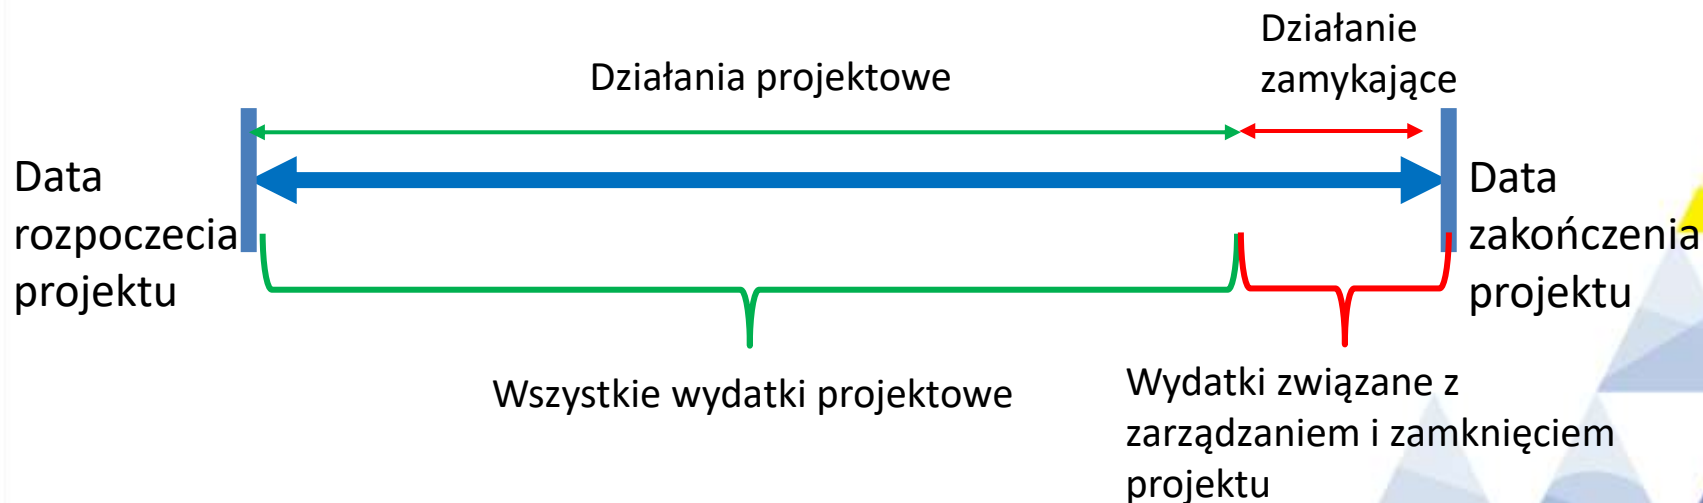 Działanie
zamykające
Działania projektowe
Data
rozpoczecia
projektu
Data
zakończenia
projektu
Wszystkie wydatki projektowe
Wydatki związane z
zarządzaniem i zamknięciem
projektu